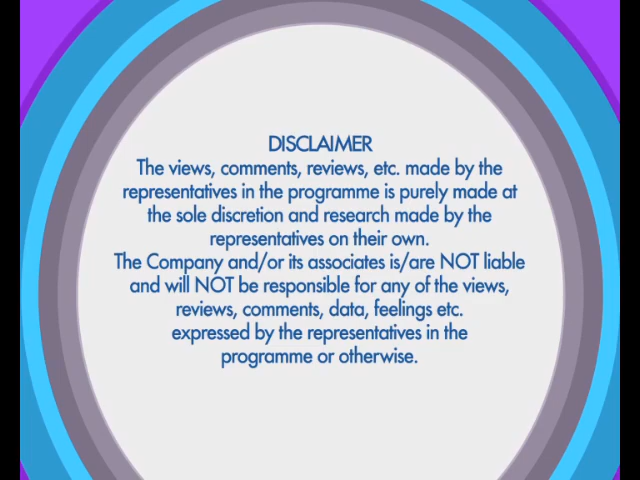 DISCLAIMER
The views, comments, reviews, etc. made by the
representatives in the programme is purely made at
the sole discretion and research made by the
representatives on their own.
The Company and/or its associates is/are NOT liable
and will NOT be responsible for any of the views,
reviews, comments, data, feelings etc.
expressed by the representatives in the
programme or otherwise.